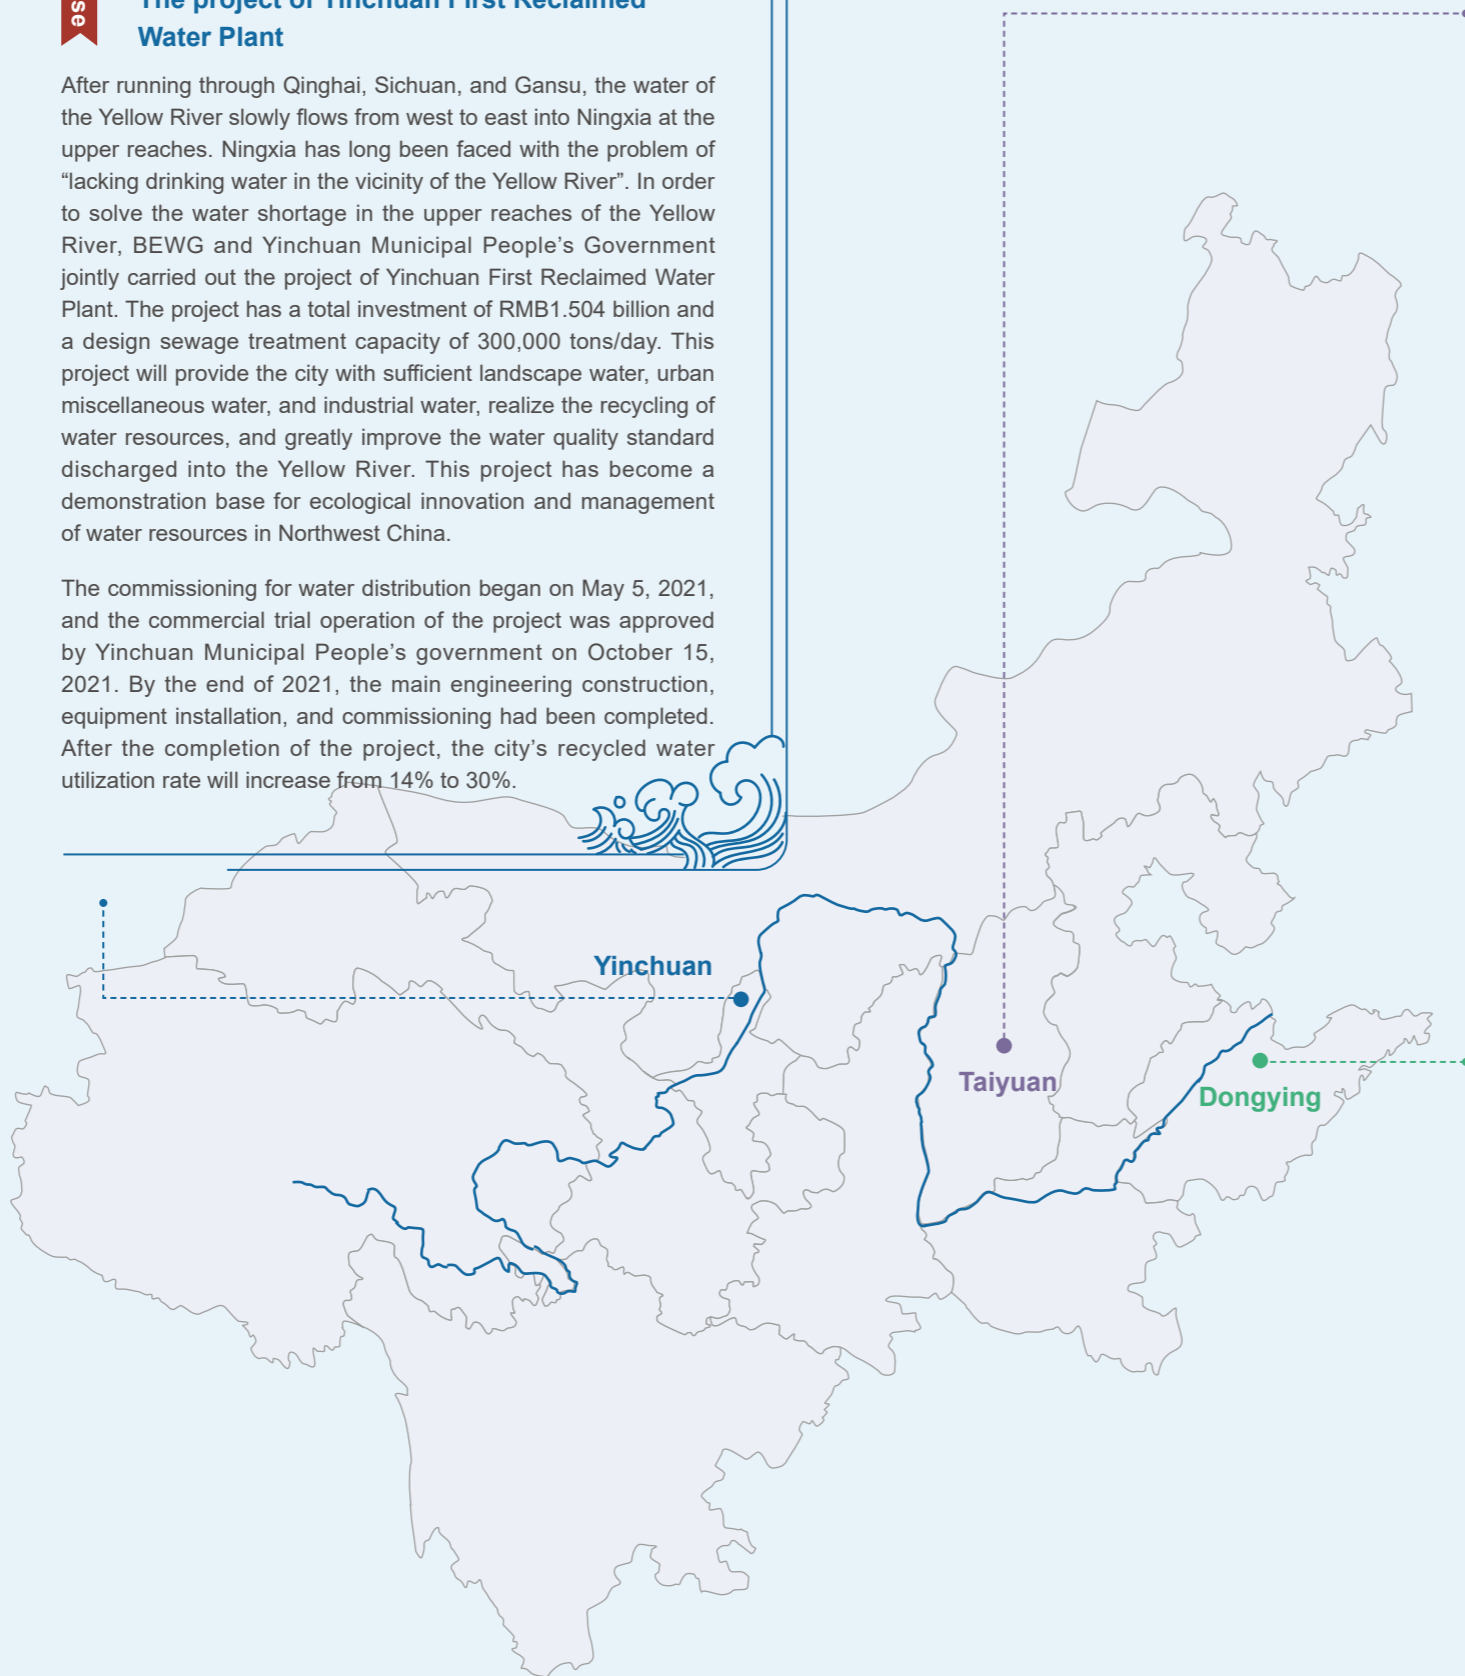 se
The project of Yinchuan First Reclaimed
Water Plant
After running through Qinghai, Sichuan, and Gansu, the water of
the Yellow River slowly flows from west to east into Ningxia at the
upper reaches. Ningxia has long been faced with the problem of
“lacking drinking water in the vicinity of the Yellow River”. In order
to solve the water shortage in the upper reaches of the Yellow
River, BEWG and Yinchuan Municipal People’s Government
jointly carried out the project of Yinchuan First Reclaimed Water
Plant. The project has a total investment of RMB1.504 billion and
a design sewage treatment capacity of 300,000 tons/day. This
project will provide the city with sufficient landscape water, urban
miscellaneous water, and industrial water, realize the recycling of
water resources, and greatly improve the water quality standard
discharged into the Yellow River. This project has become a
demonstration base for ecological innovation and management
of water resources in Northwest China.
The commissioning for water distribution began on May 5, 2021,
and the commercial trial operation of the project was approved
by Yinchuan Municipal People’s government on October 15,
2021. By the end of 2021, the main engineering construction,
equipment installation, and commissioning had been completed.
After the completion of the project, the city’s recycled water
utilization rate will increase from 14% to 30%.
Yinchuan
Taiyuan
Dongying